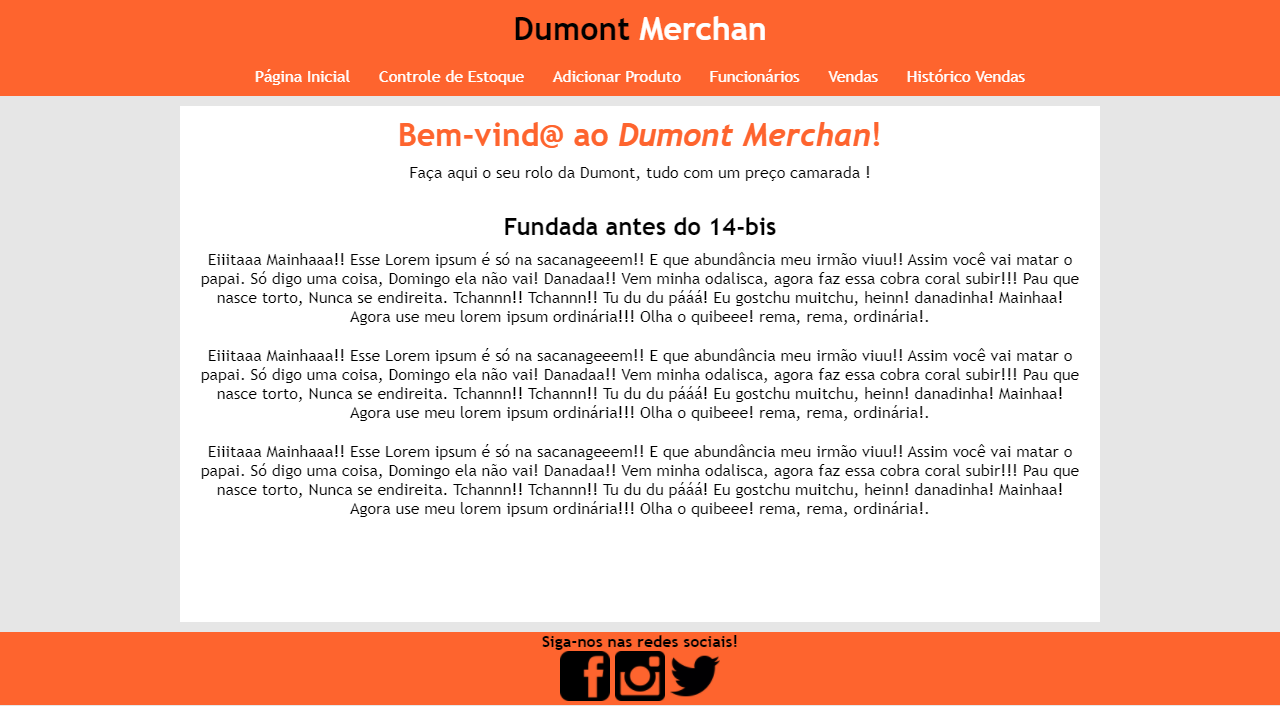 Dumont Merchan
Página Inicial Controle de Estoque Adicionar Produto Funcionários Vendas Histórico Vendas
Bem-vind@ ao Dumont Merchan!
Faça aqui o seu rolo da Dumont, tudo com um preço camarada !
Fundada antes do 14-bis
Eiiitaaa Mainhaaa!! Esse Lorem ipsum é só na sacanageeem!! E que abundância meu irmão viuu!! Assim você vai matar o
papai. Só digo uma coisa, Domingo ela não vai! Danadaa!! Vem minha odalisca, agora faz essa cobra coral subir!!! Pau que
nasce torto, Nunca se endireita. Tchannn!! Tchannn!! Tu du du pááá! Eu gostchu muitchu, heinn! danadinha! Mainhaa!
Agora use meu lorem ipsum ordinária!!! Olha o quibeee! rema, rema, ordinária!.
Eiiitaaa Mainhaaa!! Esse Lorem ipsum é só na sacanageeem!! E que abundância meu irmão viuu!! Assim você vai matar o
papai. Só digo uma coisa, Domingo ela não vai! Danadaa!! Vem minha odalisca, agora faz essa cobra coral subir!!! Pau que
nasce torto, Nunca se endireita. Tchannn!! Tchannn!! Tu du du pááá! Eu gostchu muitchu, heinn! danadinha! Mainhaa!
Agora use meu lorem ipsum ordinária!!! Olha o quibeee! rema, rema, ordinária!.
Eiiitaaa Mainhaaa!! Esse Lorem ipsum é só na sacanageeem!! E que abundância meu irmão viuu!! Assim você vai matar o
papai. Só digo uma coisa, Domingo ela não vai! Danadaa!! Vem minha odalisca, agora faz essa cobra coral subir!!! Pau que
nasce torto, Nunca se endireita. Tchannn!! Tchannn!! Tu du du pááá! Eu gostchu muitchu, heinn! danadinha! Mainhaa!
Agora use meu lorem ipsum ordinária!!! Olha o quibeee! rema, rema, ordinária!.
Siga-nos nas redes sociais!